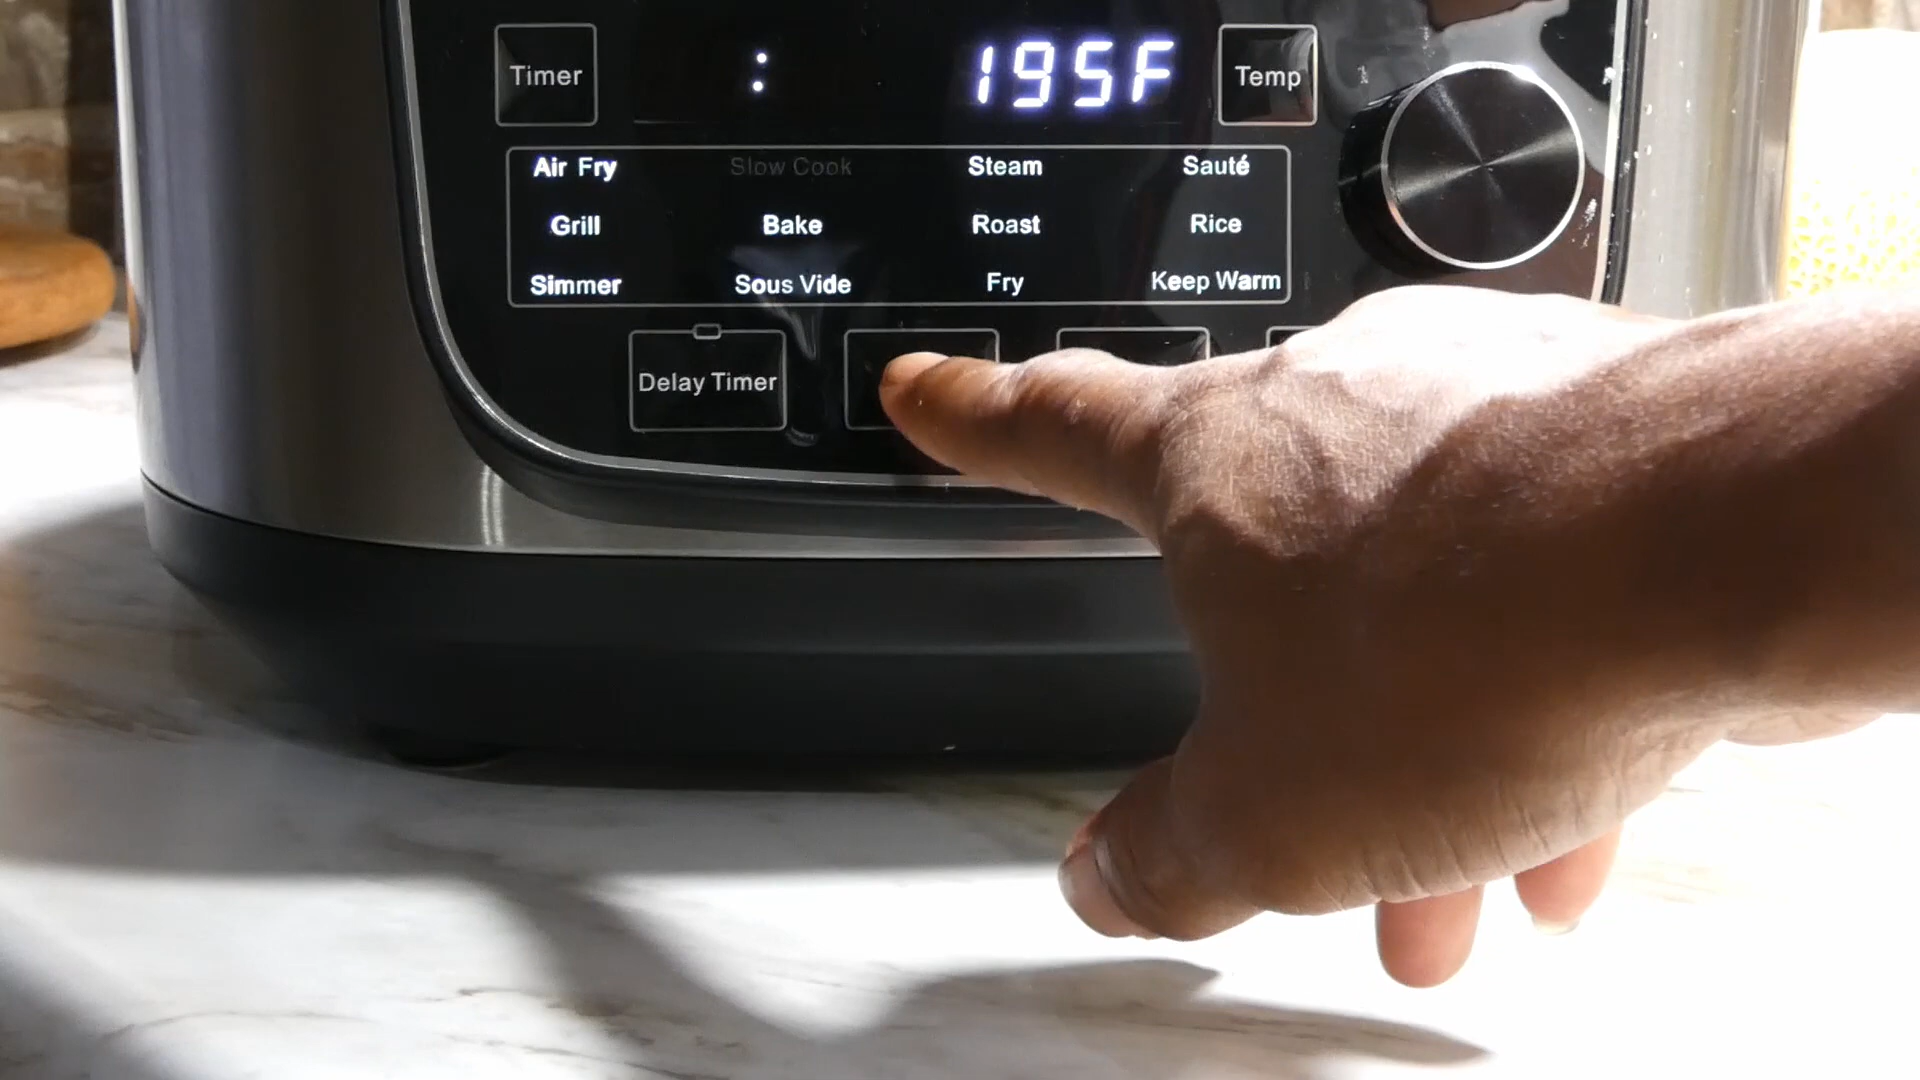 Timer : 195F Temp
Air Fry Slow Cook Steam Sauté
Grill Bake Roast Rice
Simmer Sous Vide Fry Keep Warm
Delay Timer